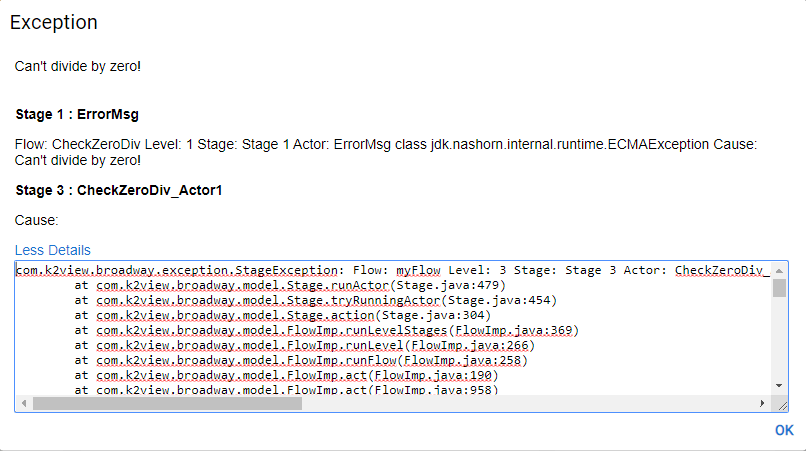 Exception
Can't divide by zero!
Stage 1 : ErrorMsg
Flow: CheckZeroDiv Level: 1 Stage: Stage 1 Actor: ErrorMsg class jdk.nashorn.internal.runtime.ECMAException Cause:
Can't divide by zero!
Stage 3 : CheckZeroDiv_Actor1
Cause:
Less Details
com.k2view.broadway.exception.StageException: Flow: myFlow Level: 3 Stage: Stage 3 Actor: CheckZeroDiv_
at com.k2view.broadway.model.Stage.runActor(Stage.java:479)
at com.k2view.broadway.model.Stage.tryRunningActor(Stage.java:454)
at com.k2view.broadway.model.Stage.action(Stage.java:304)
at com.k2view.broadway.model.FlowImp.runLevelStages(FlowImp.java:369)
at com.k2view.broadway.model.FlowImp.runLevel(FlowImp.java:266)
at com.k2view.broadway.model.FlowImp.runFlow(FlowImp.java:258)
at com.k2view.broadway.model.FlowImp.act(FlowImp.java:190)
at com.k2view.broadway.model.FlowImp.act(FlowImp.java:958)
OK